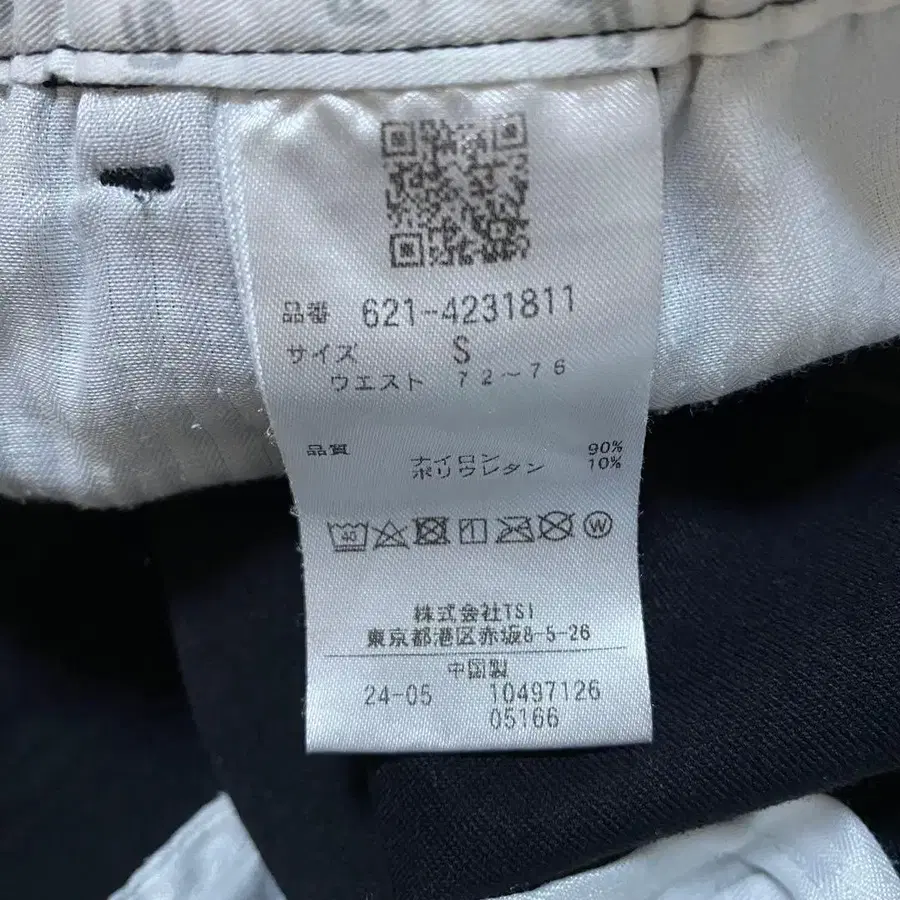 品番 621-4231811
サイズ S
ウエスト 72～76
品質 ナイロン 90%
ポリウレタン 10%
40
W
株式会社TSI
東京都港区赤坂8-5-26
中国製
24-05 10497126
05166